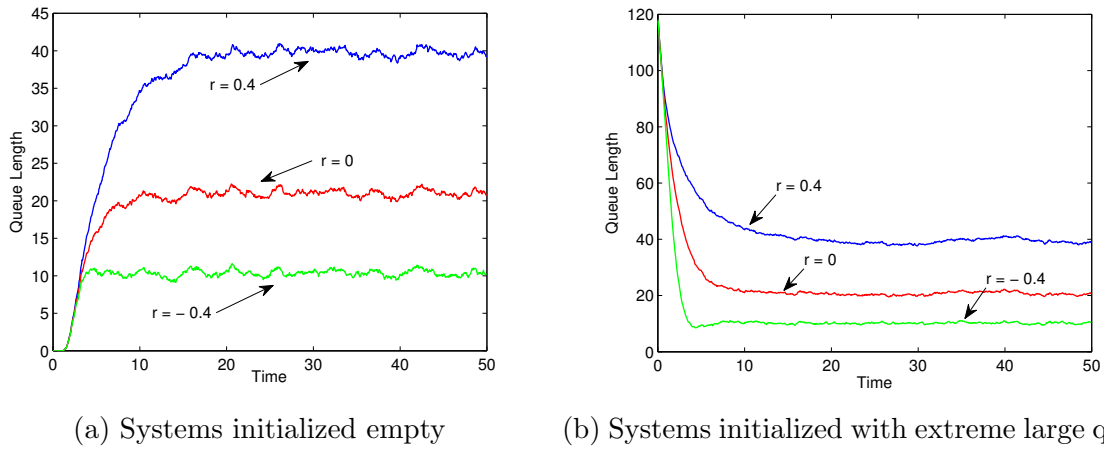 45
40
35
30
25
20
15
10
5
0
Queue Length
r = 0.4
r = 0
r = − 0.4
0 10 20 30 40 50
Time
(a) Systems initialized empty
120
100
80
60
40
20
0
Queue Length
r = 0.4
r = 0
r = − 0.4
0 10 20 30 40 50
Time
(b) Systems initialized with extreme large q